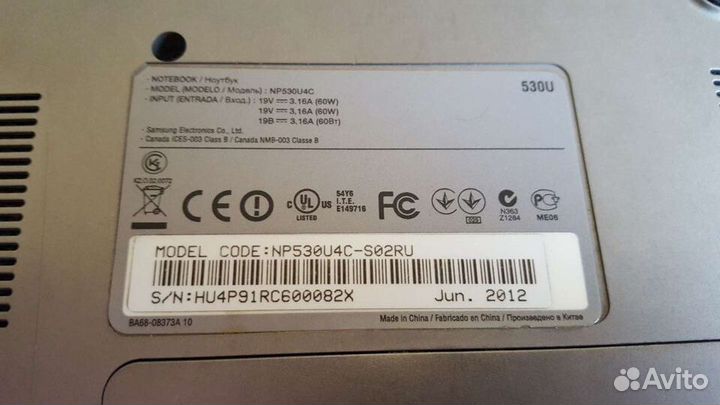 · NOTEBOOK / Ноутбук
· MODEL (MODELO / Модель) : NP530U4C
· INPUT (ENTRADA / Вход.) : 19V ⎓ 3.16A (60W)
19V ⎓ 3.16A (60W)
19В ⎓ 3,16A (60Вт)
530U
· Samsung Electronics Co., Ltd.
· Canada ICES-003 Class B / Canada NMB-003 Classe B
CE
c UL US
LISTED
54Y6
I.T.E.
E149716
FC
N363
Z1284
ME06
MODEL CODE:NP530U4C-S02RU
S/N:HU4P91RC600082X Jun. 2012
BA68-08373A 10
Made in China / Fabricado en China / Произведено в Китае
Avito